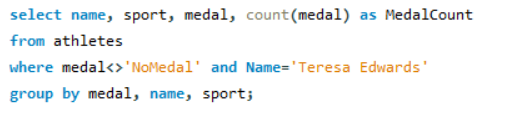 select name, sport, medal, count(medal) as MedalCount
from athletes
where medal<>'NoMedal' and Name='Teresa Edwards'
group by medal, name, sport;